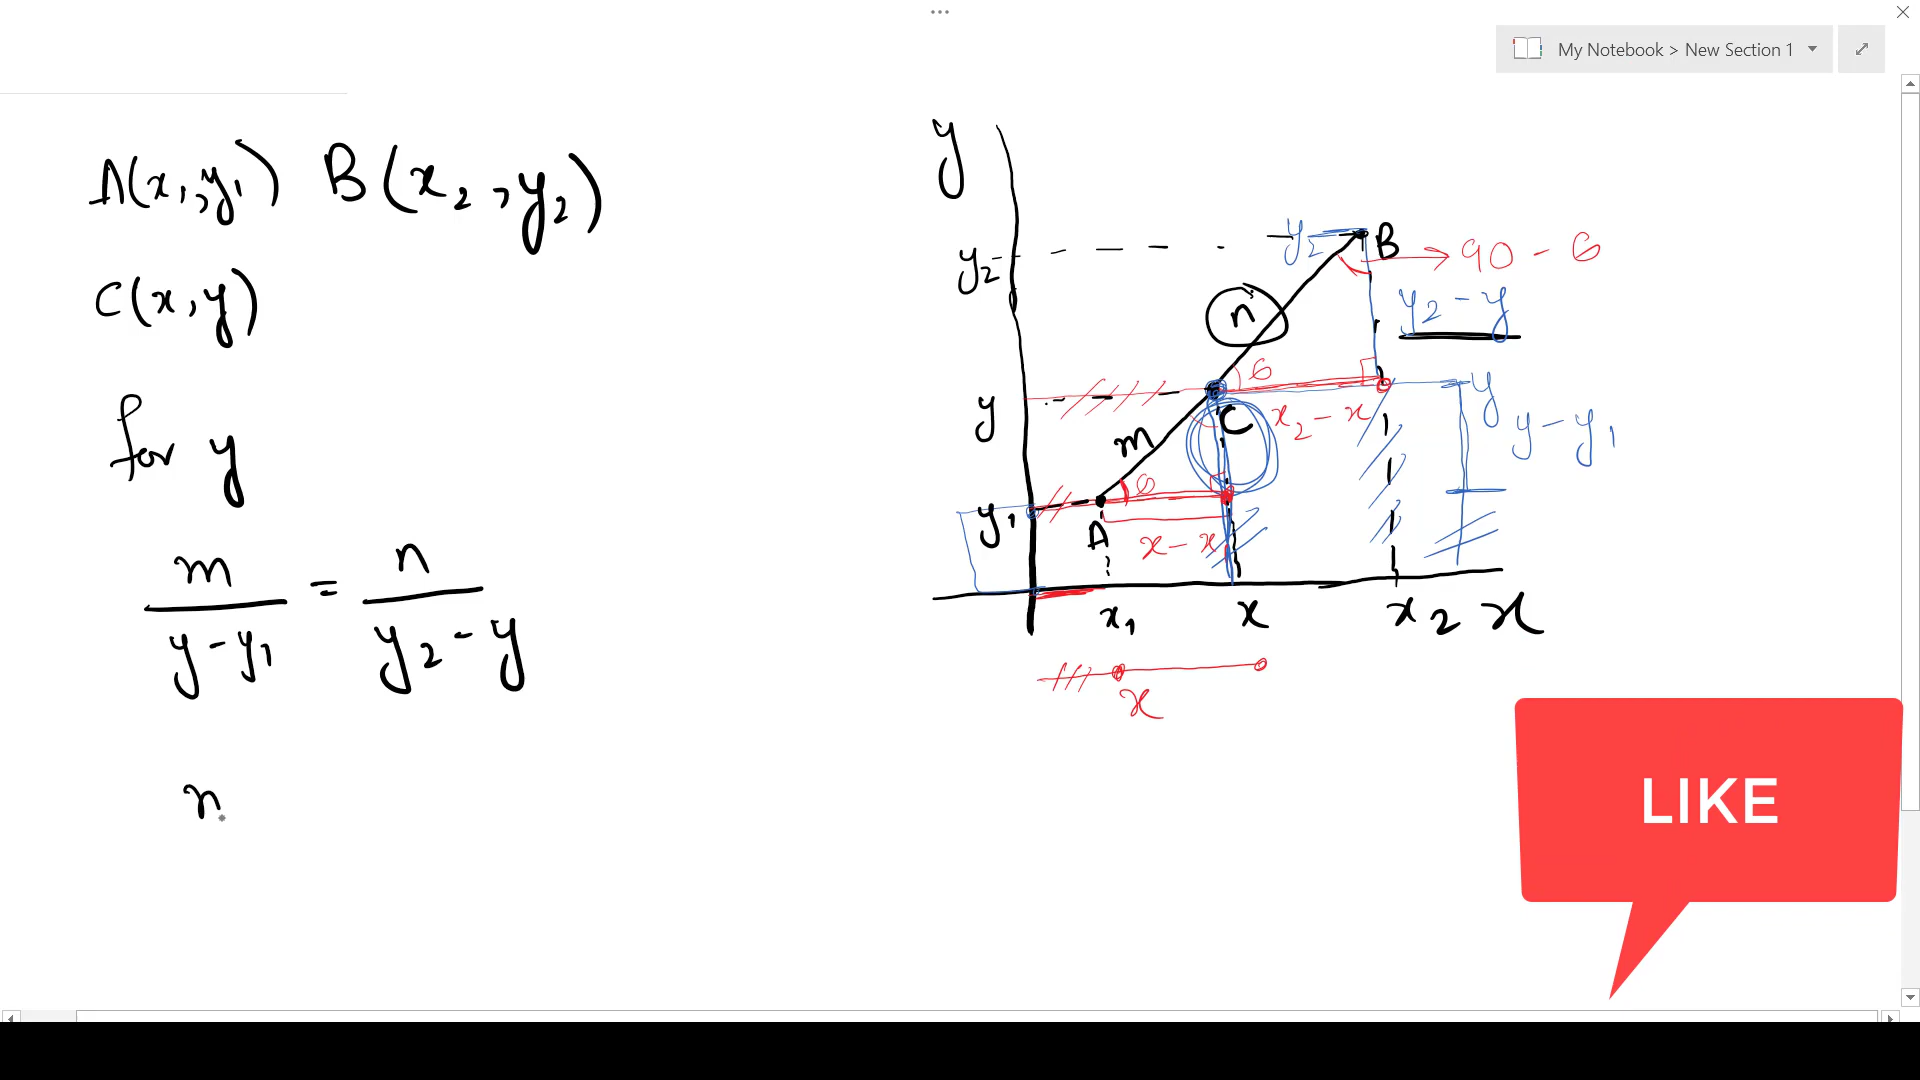 My Notebook > New Section 1
A(x₁,y₁) B(x₂,y₂)
C(x,y)
for y
m/(y-y₁) = n/(y₂-y)
n
y
y₂
y₂ B → 90 - θ
n
y₂ - y
θ
y
C x₂ - x
y
y - y₁
m
y₁
θ
A
x - x
x₁ x x₂ x
x
LIKE